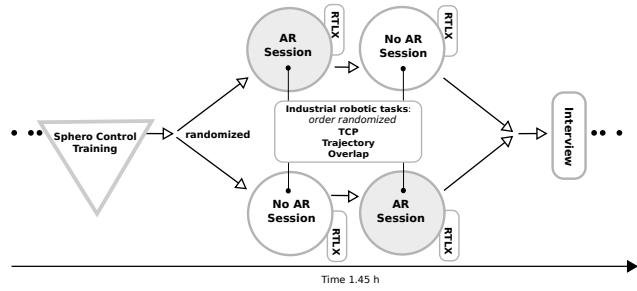 AR
Session
RTLX
No AR
Session
RTLX
Sphero Control
Training
randomized
Industrial robotic tasks:
order randomized
TCP
Trajectory
Overlap
Interview
No AR
Session
RTLX
AR
Session
RTLX
Time 1.45 h